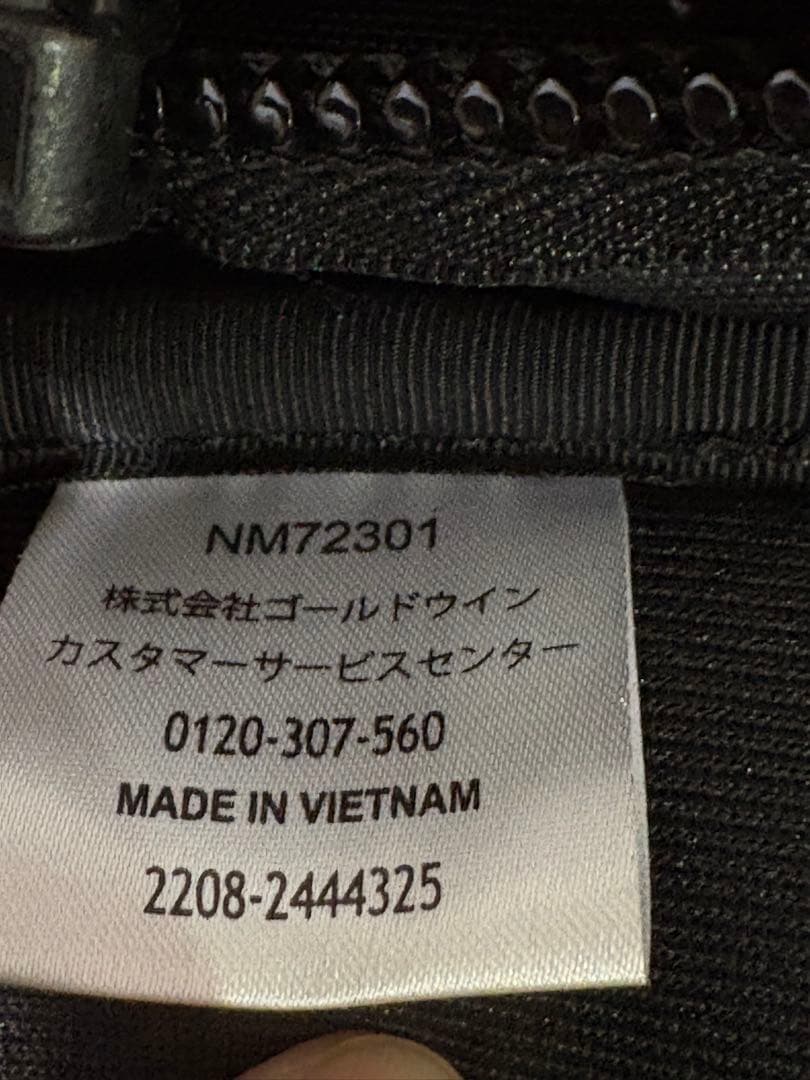 NM72301
株式会社ゴールドウイン
カスタマーサービスセンター
0120-307-560
MADE IN VIETNAM
2208-2444325